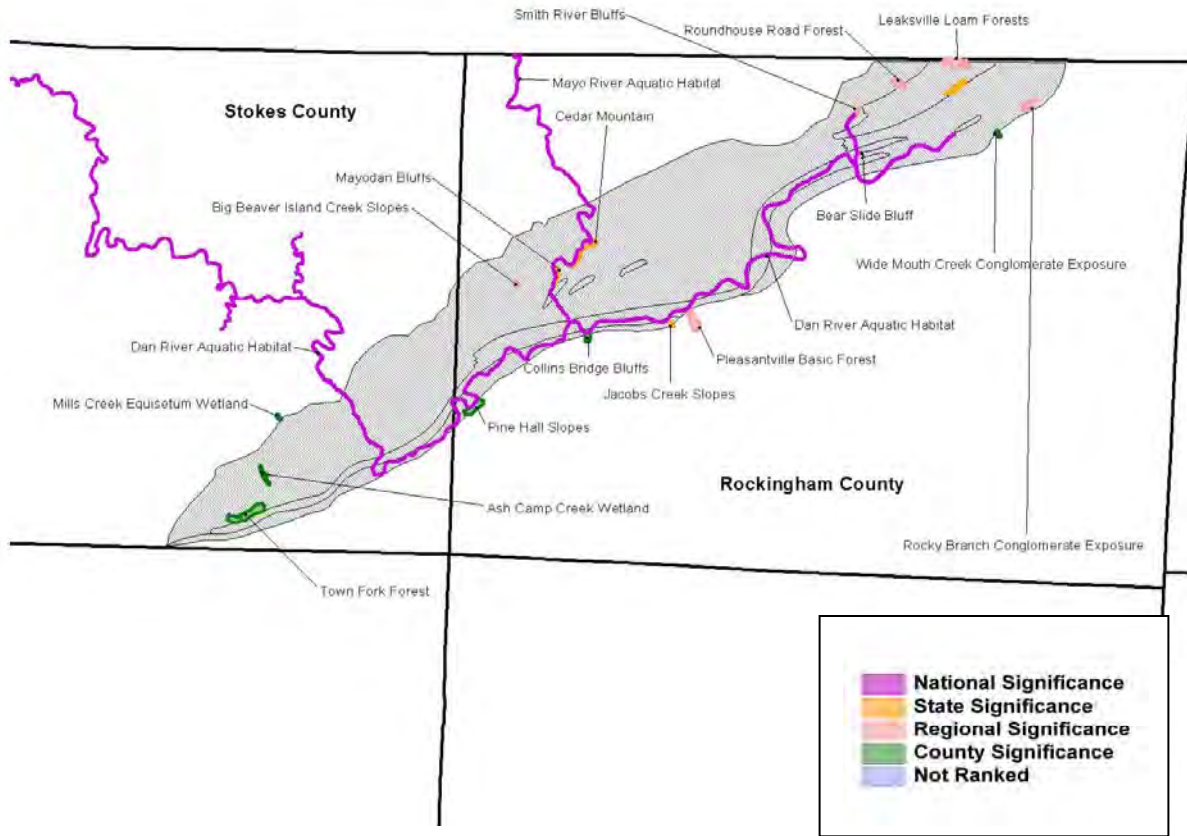 Smith River Bluffs
Leaksville Loam Forests
Roundhouse Road Forest
Mayo River Aquatic Habitat
Stokes County
Cedar Mountain
Mayodan Bluffs
Big Beaver Island Creek Slopes
Bear Slide Bluff
Wide Mouth Creek Conglomerate Exposure
Dan River Aquatic Habitat
Dan River Aquatic Habitat
Collins Bridge Bluffs
Pleasantville Basic Forest
Jacobs Creek Slopes
Mills Creek Equisetum Wetland
Pine Hall Slopes
Rockingham County
Ash Camp Creek Wetland
Rocky Branch Conglomerate Exposure
Town Fork Forest
National Significance
State Significance
Regional Significance
County Significance
Not Ranked